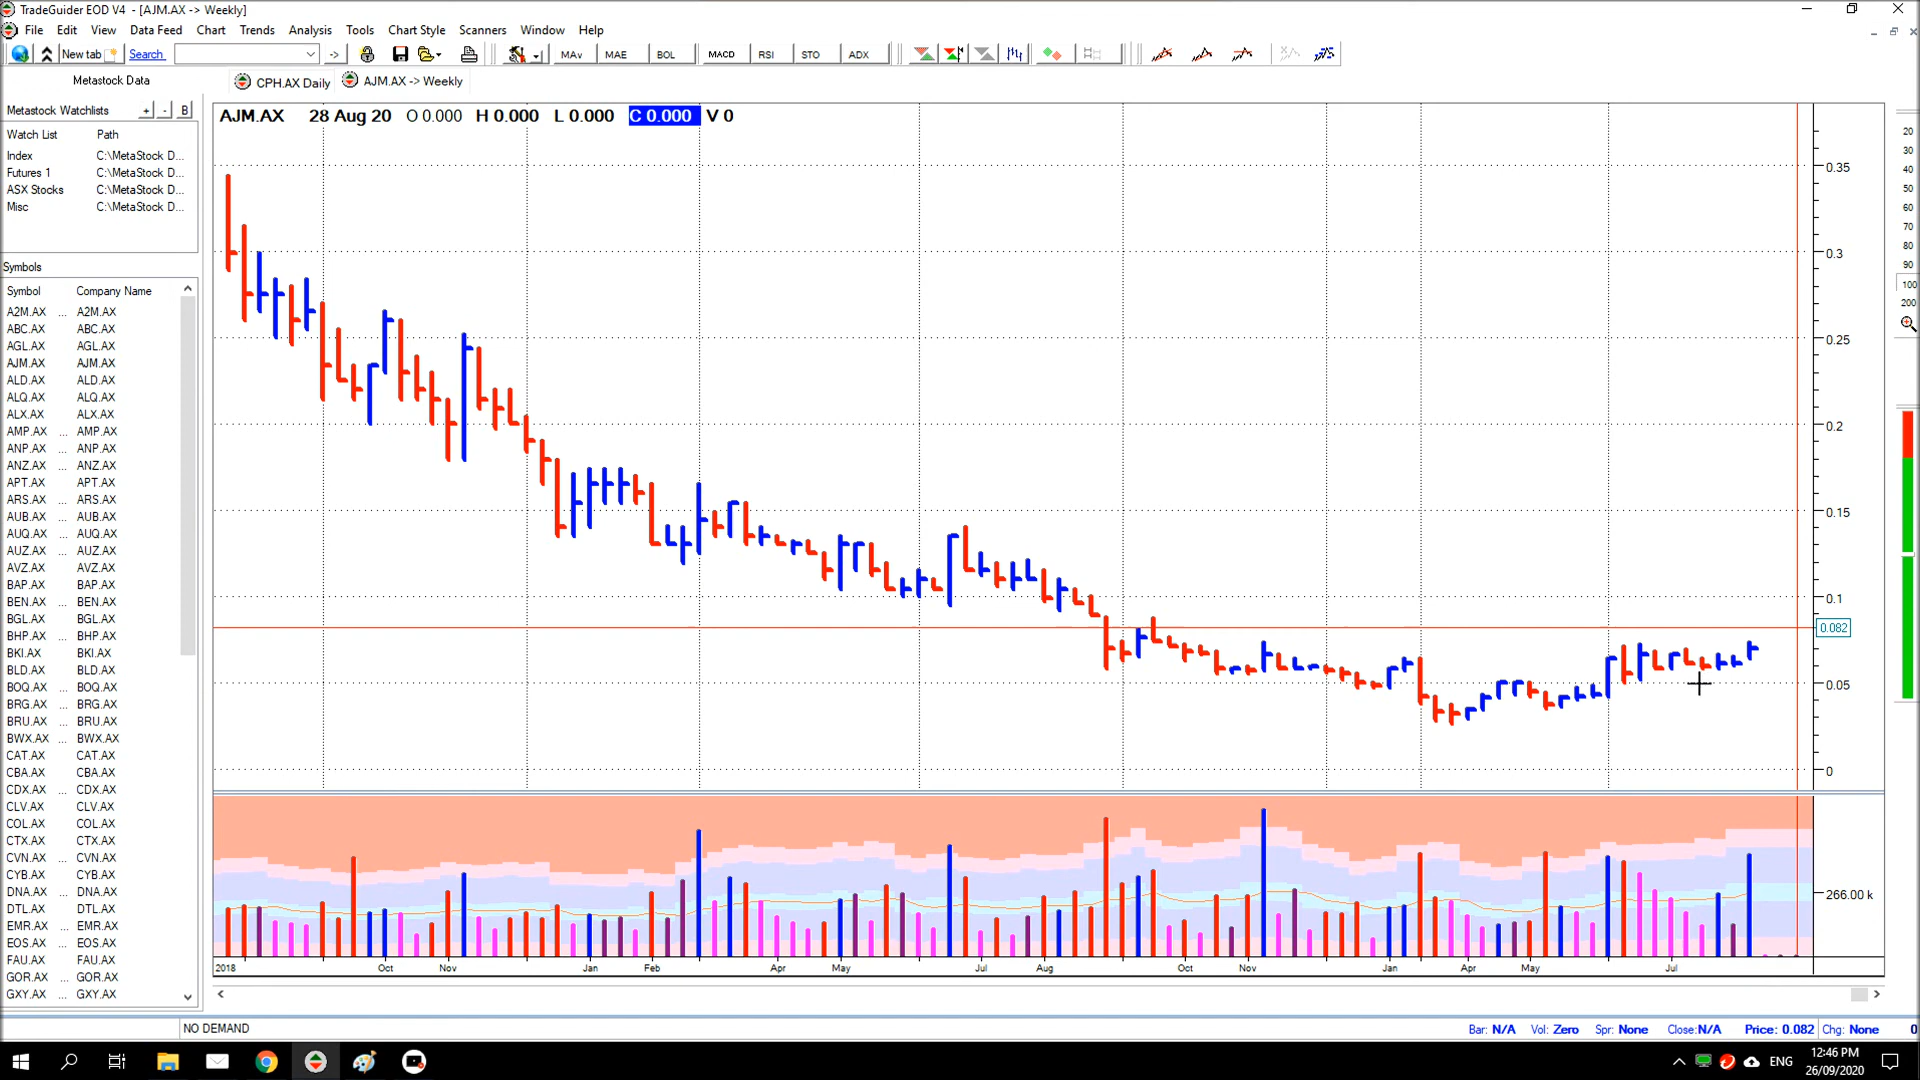 TradeGuider EOD V4 - [AJM.AX -> Weekly]
File Edit View Data Feed Chart Trends Analysis Tools Chart Style Scanners Window Help
New tab Search -> MAv MAE BOL MACD RSI STO ADX
Metastock Data
CPH.AX Daily AJM.AX -> Weekly
Metastock Watchlists + - B
Watch List Path
Index C:\MetaStock D...
Futures 1 C:\MetaStock D...
ASX Stocks C:\MetaStock D...
Misc C:\MetaStock D...
Symbols
Symbol Company Name
A2M.AX ... A2M.AX
ABC.AX ABC.AX
AGL.AX AGL.AX
AJM.AX AJM.AX
ALD.AX ALD.AX
ALQ.AX ALQ.AX
ALX.AX ALX.AX
AMP.AX ... AMP.AX
ANP.AX ... ANP.AX
ANZ.AX ... ANZ.AX
APT.AX APT.AX
ARS.AX ... ARS.AX
AUB.AX ... AUB.AX
AUQ.AX ... AUQ.AX
AUZ.AX ... AUZ.AX
AVZ.AX ... AVZ.AX
BAP.AX BAP.AX
BEN.AX ... BEN.AX
BGL.AX BGL.AX
BHP.AX ... BHP.AX
BKI.AX BKI.AX
BLD.AX BLD.AX
BOQ.AX ... BOQ.AX
BRG.AX ... BRG.AX
BRU.AX ... BRU.AX
BWX.AX ... BWX.AX
CAT.AX CAT.AX
CBA.AX CBA.AX
CDX.AX ... CDX.AX
CLV.AX CLV.AX
COL.AX COL.AX
CTX.AX CTX.AX
CVN.AX ... CVN.AX
CYB.AX ... CYB.AX
DNA.AX ... DNA.AX
DTL.AX DTL.AX
EMR.AX ... EMR.AX
EOS.AX ... EOS.AX
FAU.AX FAU.AX
GOR.AX ... GOR.AX
GXY.AX ... GXY.AX
AJM.AX 28 Aug 20 O 0.000 H 0.000 L 0.000 C 0.000 V 0
0.35
0.3
0.25
0.2
0.15
0.1
0.082
0.05
0
266.00 k
2018 Oct Nov Jan Feb Apr May Jul Aug Oct Nov Jan Apr May Jul
20
30
40
50
60
70
80
90
100
200
NO DEMAND
Bar: N/A Vol: Zero Spr: None Close:N/A Price: 0.082 Chg: None 0
ENG
12:46 PM
26/09/2020